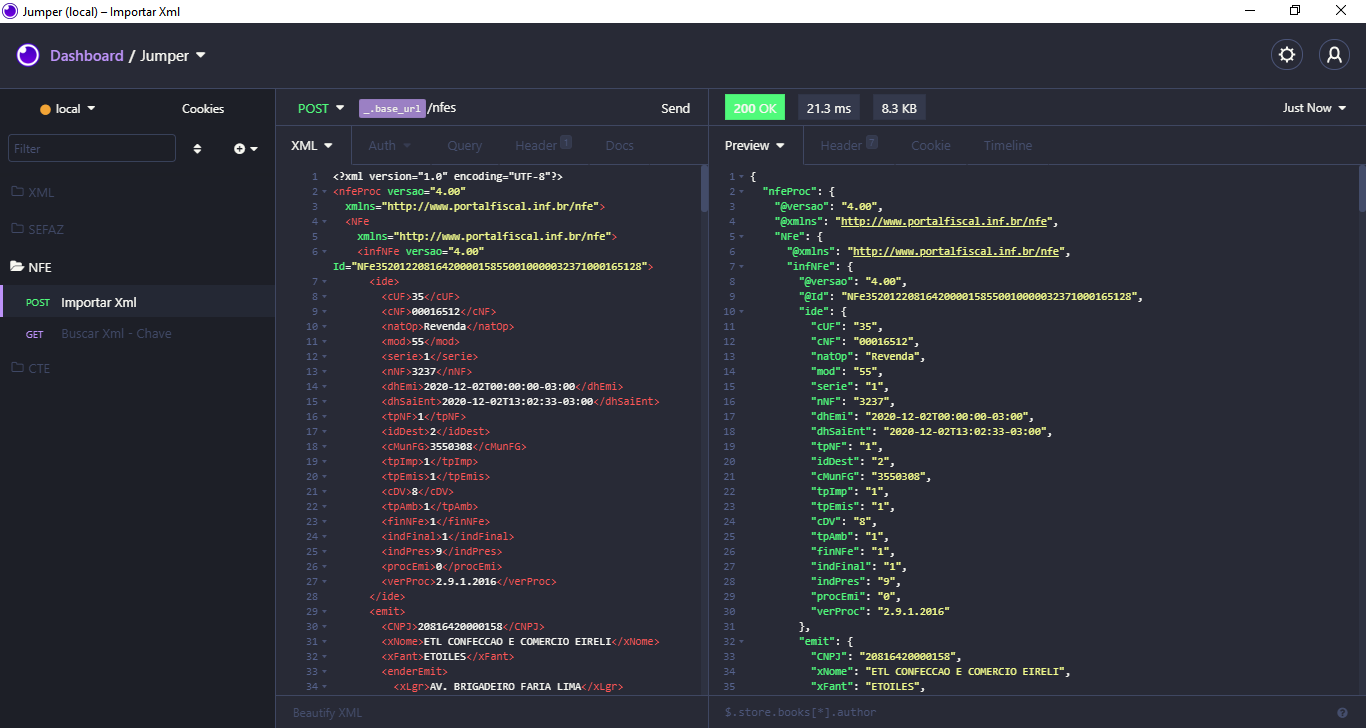 Jumper (local) – Importar Xml
Dashboard / Jumper
local
Cookies
Filter
XML
SEFAZ
NFE
POST Importar Xml
GET Buscar Xml - Chave
CTE
POST _.base_url /nfes
Send
XML
Auth
Query
Header 1
Docs
1 <?xml version="1.0" encoding="UTF-8"?>
2 <nfeProc versao="4.00"
3 xmlns="http://www.portalfiscal.inf.br/nfe">
4 <NFe
5 xmlns="http://www.portalfiscal.inf.br/nfe">
6 <infNFe versao="4.00"
Id="NFe35201220816420000158550010000032371000165128">
7 <ide>
8 <cUF>35</cUF>
9 <cNF>00016512</cNF>
10 <natOp>Revenda</natOp>
11 <mod>55</mod>
12 <serie>1</serie>
13 <nNF>3237</nNF>
14 <dhEmi>2020-12-02T00:00:00-03:00</dhEmi>
15 <dhSaiEnt>2020-12-02T13:02:33-03:00</dhSaiEnt>
16 <tpNF>1</tpNF>
17 <idDest>2</idDest>
18 <cMunFG>3550308</cMunFG>
19 <tpImp>1</tpImp>
20 <tpEmis>1</tpEmis>
21 <cDV>8</cDV>
22 <tpAmb>1</tpAmb>
23 <finNFe>1</finNFe>
24 <indFinal>1</indFinal>
25 <indPres>9</indPres>
26 <procEmi>0</procEmi>
27 <verProc>2.9.1.2016</verProc>
28 </ide>
29 <emit>
30 <CNPJ>20816420000158</CNPJ>
31 <xNome>ETL CONFECCAO E COMERCIO EIRELI</xNome>
32 <xFant>ETOILES</xFant>
33 <enderEmit>
34 <xLgr>AV. BRIGADEIRO FARIA LIMA</xLgr>
Beautify XML
200 OK
21.3 ms
8.3 KB
Just Now
Preview
Header 7
Cookie
Timeline
1 {
2 "nfeProc": {
3 "@versao": "4.00",
4 "@xmlns": "http://www.portalfiscal.inf.br/nfe",
5 "NFe": {
6 "@xmlns": "http://www.portalfiscal.inf.br/nfe",
7 "infNFe": {
8 "@versao": "4.00",
9 "@Id": "NFe35201220816420000158550010000032371000165128",
10 "ide": {
11 "cUF": "35",
12 "cNF": "00016512",
13 "natOp": "Revenda",
14 "mod": "55",
15 "serie": "1",
16 "nNF": "3237",
17 "dhEmi": "2020-12-02T00:00:00-03:00",
18 "dhSaiEnt": "2020-12-02T13:02:33-03:00",
19 "tpNF": "1",
20 "idDest": "2",
21 "cMunFG": "3550308",
22 "tpImp": "1",
23 "tpEmis": "1",
24 "cDV": "8",
25 "tpAmb": "1",
26 "finNFe": "1",
27 "indFinal": "1",
28 "indPres": "9",
29 "procEmi": "0",
30 "verProc": "2.9.1.2016"
31 },
32 "emit": {
33 "CNPJ": "20816420000158",
34 "xNome": "ETL CONFECCAO E COMERCIO EIRELI",
35 "xFant": "ETOILES",
$.store.books[*].author